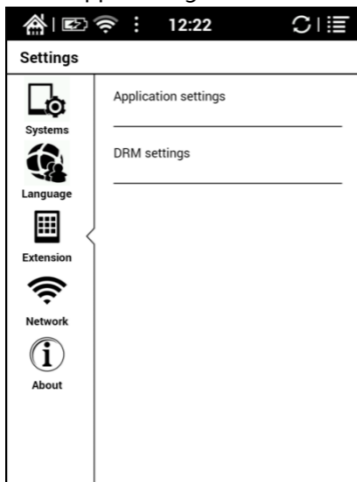 12:22
Settings
Systems
Language
Extension
Network
About
Application settings
DRM settings